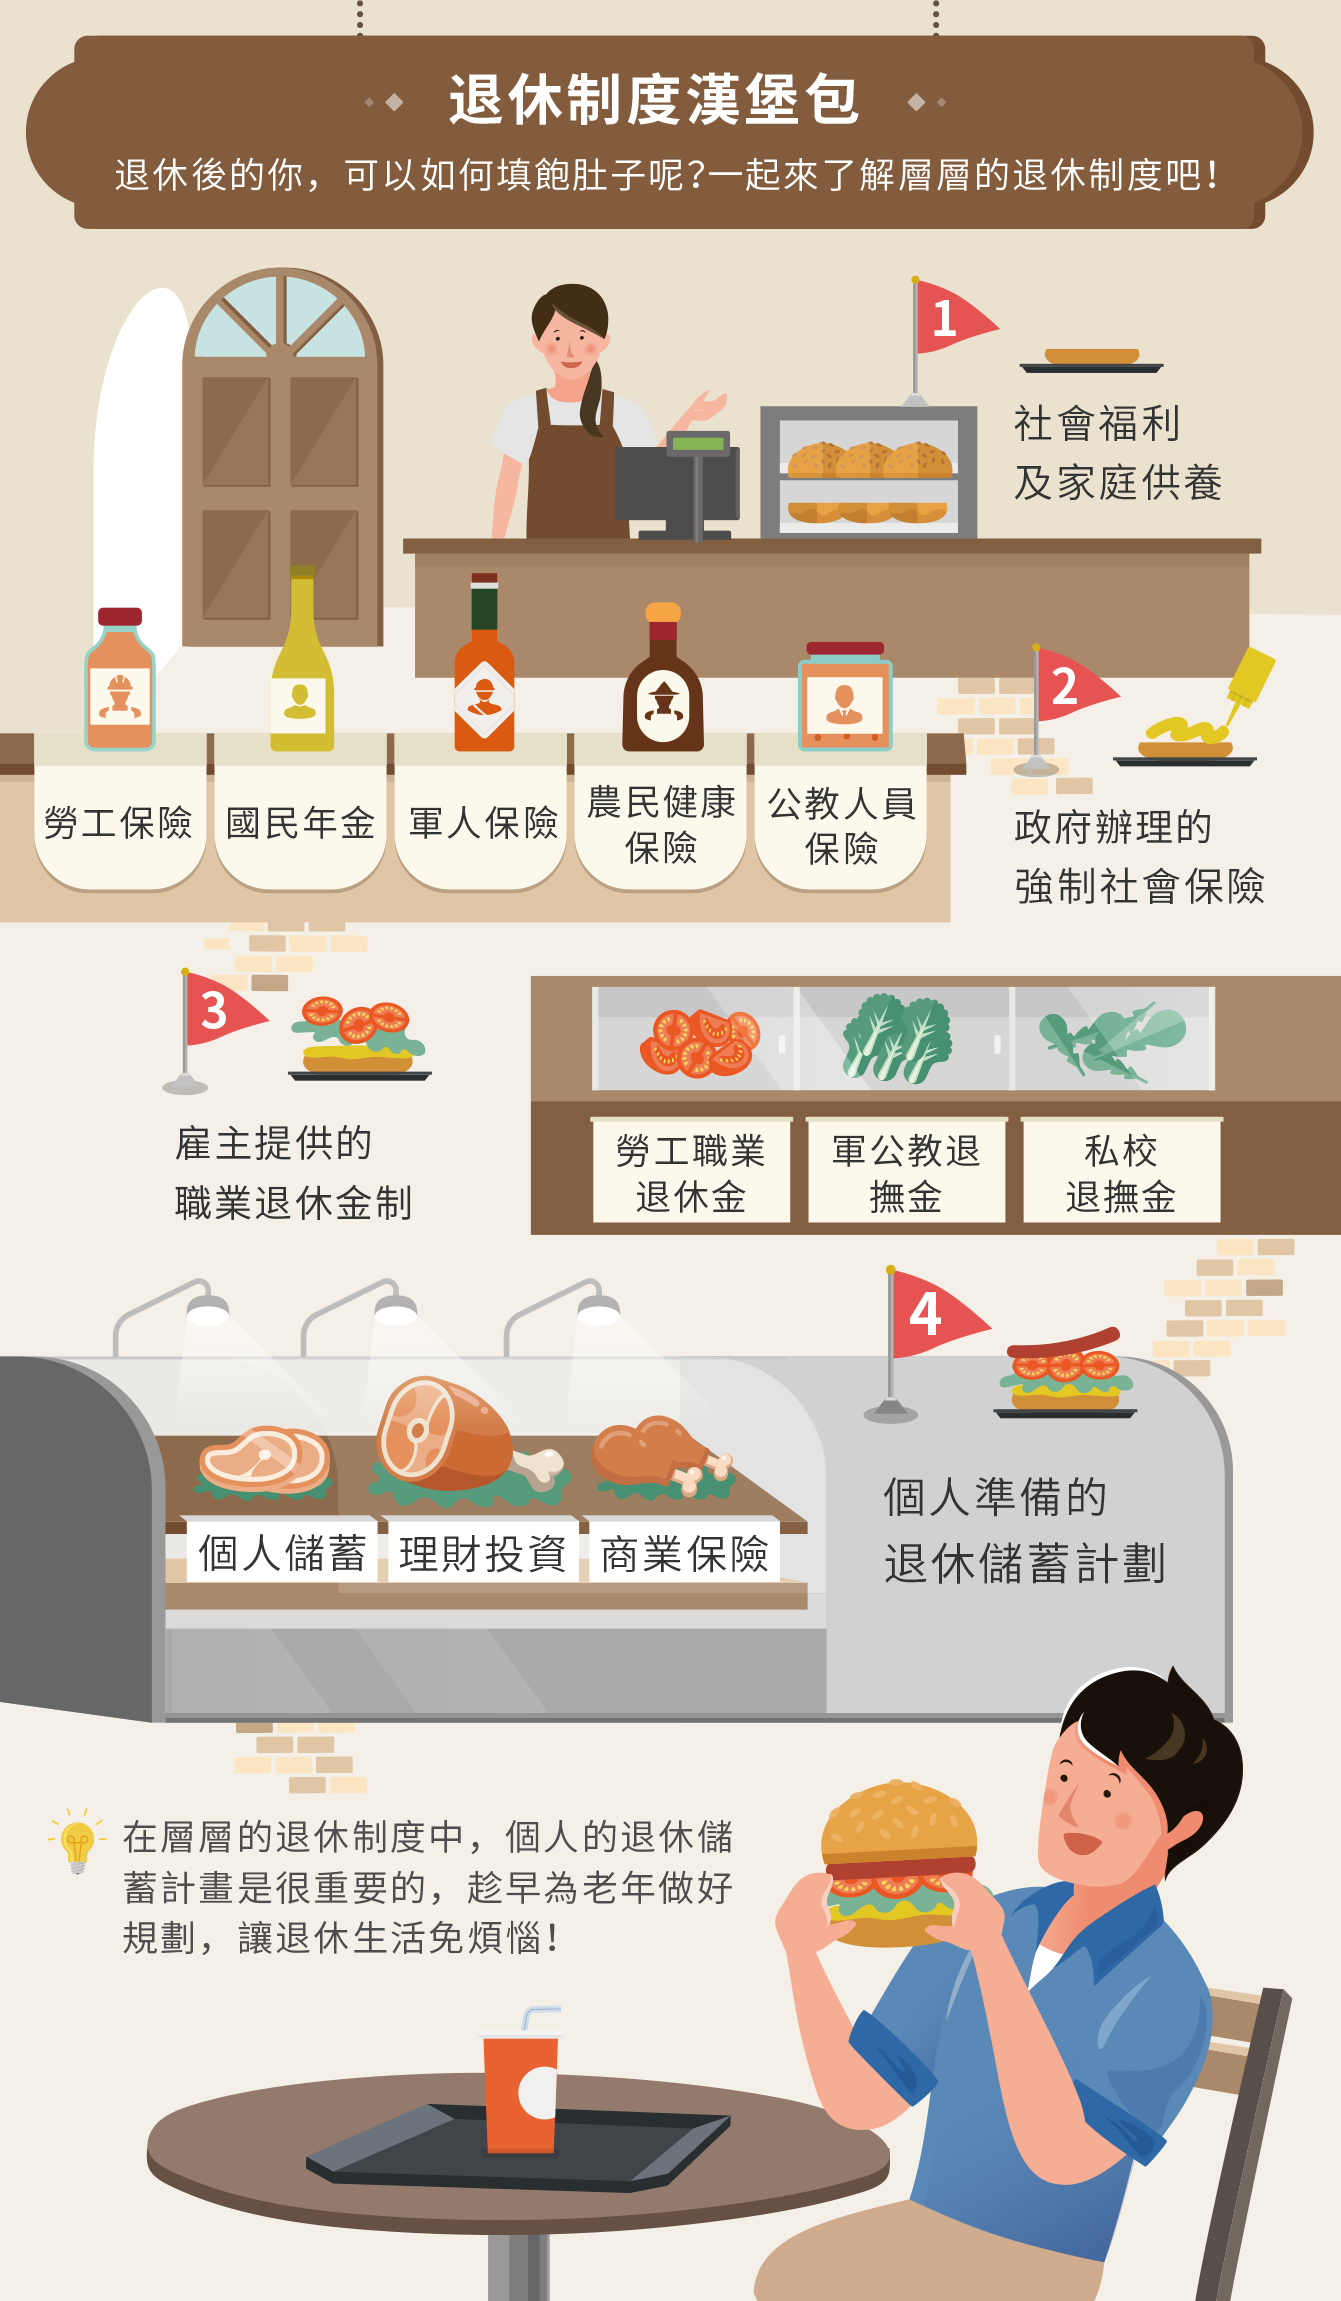 退休制度漢堡包
退休後的你，可以如何填飽肚子呢?一起來了解層層的退休制度吧！
1
社會福利
及家庭供養
2
勞工保險
國民年金
軍人保險
農民健康
保險
公教人員
保險
政府辦理的
強制社會保險
3
雇主提供的
職業退休金制
勞工職業
退休金
軍公教退
撫金
私校
退撫金
4
個人儲蓄
理財投資
商業保險
個人準備的
退休儲蓄計劃
在層層的退休制度中，個人的退休儲
蓄計畫是很重要的，趁早為老年做好
規劃，讓退休生活免煩惱！